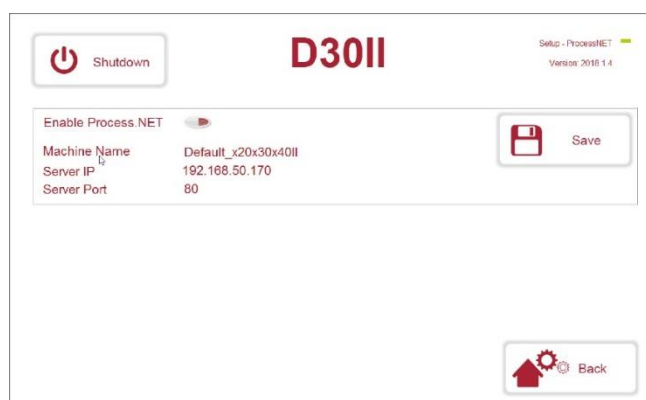 Shutdown
D30II
Setup - ProcessNET
Version: 2018.1.4
Enable Process.NET
Save
Machine Name Default_x20x30x40II
Server IP 192.168.50.170
Server Port 80
Back